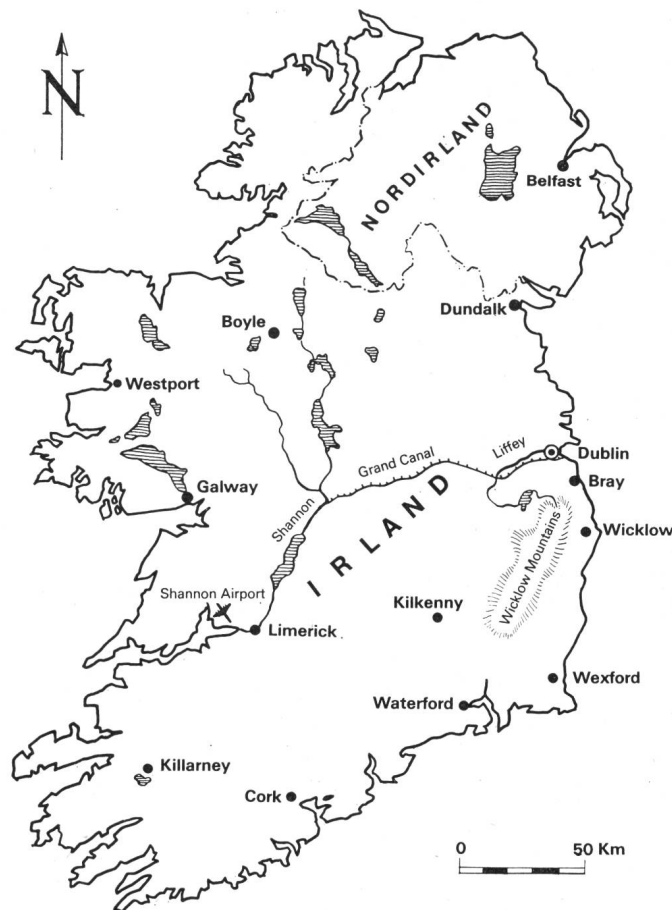 N
NORDIRLAND
Belfast
Boyle
Dundalk
Westport
Grand Canal
Liffey
Dublin
Galway
Bray
Shannon
IRLAND
Wicklow
Wicklow Mountains
Shannon Airport
Kilkenny
Limerick
Wexford
Waterford
Killarney
Cork
0 50 Km